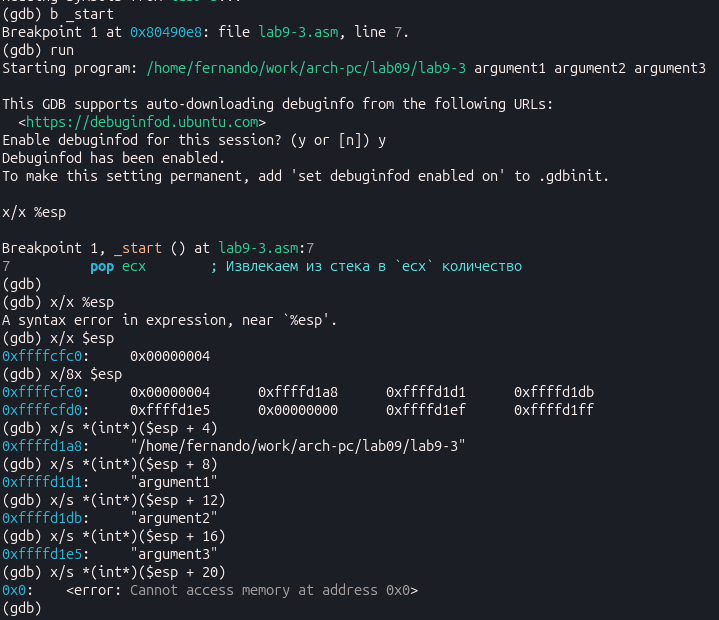 (gdb) b _start
Breakpoint 1 at 0x80490e8: file lab9-3.asm, line 7.
(gdb) run
Starting program: /home/fernando/work/arch-pc/lab09/lab9-3 argument1 argument2 argument3
This GDB supports auto-downloading debuginfo from the following URLs:
<https://debuginfod.ubuntu.com>
Enable debuginfod for this session? (y or [n]) y
Debuginfod has been enabled.
To make this setting permanent, add 'set debuginfod enabled on' to .gdbinit.
x/x %esp
Breakpoint 1, _start () at lab9-3.asm:7
7 pop ecx ; Извлекаем из стека в `ecx` количество
(gdb)
(gdb) x/x %esp
A syntax error in expression, near `%esp'.
(gdb) x/x $esp
0xffffcfc0: 0x00000004
(gdb) x/8x $esp
0xffffcfc0: 0x00000004 0xffffd1a8 0xffffd1d1 0xffffd1db
0xffffcfd0: 0xffffd1e5 0x00000000 0xffffd1ef 0xffffd1ff
(gdb) x/s *(int*)($esp + 4)
0xffffd1a8: "/home/fernando/work/arch-pc/lab09/lab9-3"
(gdb) x/s *(int*)($esp + 8)
0xffffd1d1: "argument1"
(gdb) x/s *(int*)($esp + 12)
0xffffd1db: "argument2"
(gdb) x/s *(int*)($esp + 16)
0xffffd1e5: "argument3"
(gdb) x/s *(int*)($esp + 20)
0x0: <error: Cannot access memory at address 0x0>
(gdb)